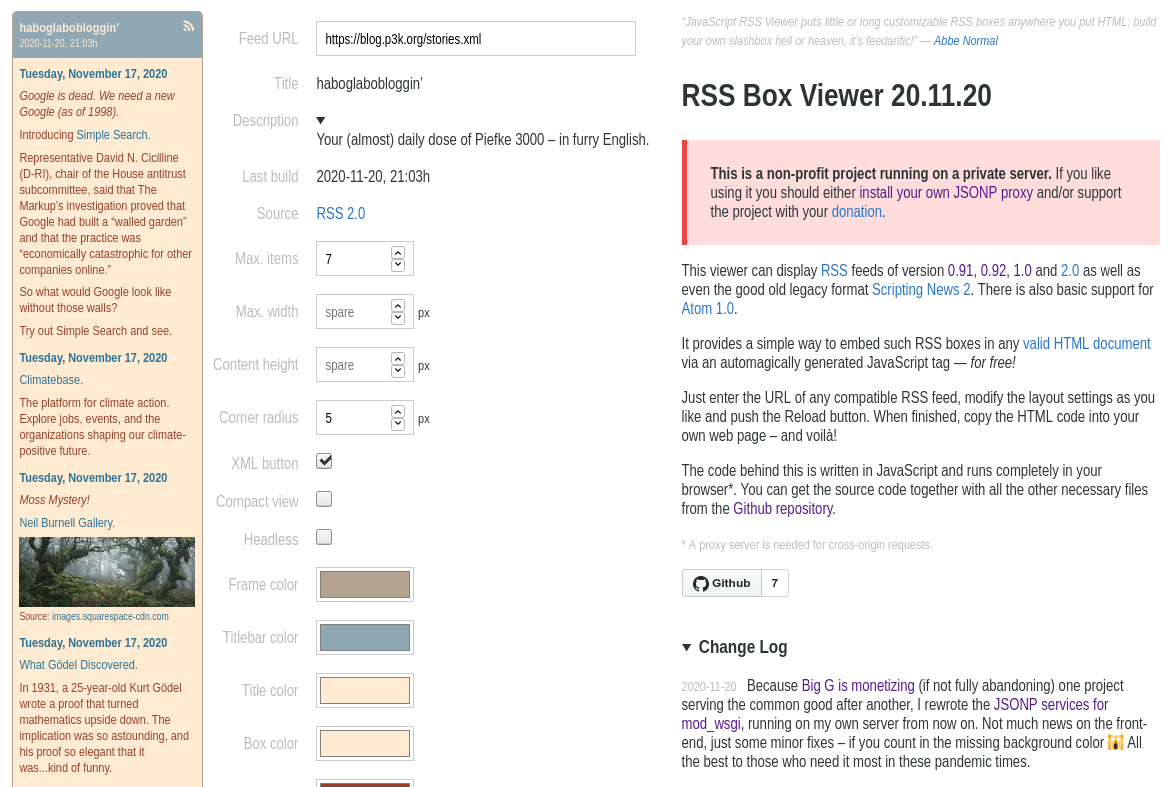 haboglabobloggin’
2020-11-20, 21:03h
Tuesday, November 17, 2020
Google is dead. We need a new
Google (as of 1998).
Introducing Simple Search.
Representative David N. Cicilline
(D-RI), chair of the House antitrust
subcommittee, said that The
Markup’s investigation proved that
Google had built a “walled garden”
and that the practice was
“economically catastrophic for other
companies online.”
So what would Google look like
without those walls?
Try out Simple Search and see.
Tuesday, November 17, 2020
Climatebase.
The platform for climate action.
Explore jobs, events, and the
organizations shaping our climate-
positive future.
Tuesday, November 17, 2020
Moss Mystery!
Neil Burnell Gallery.
Source: images.squarespace-cdn.com
Tuesday, November 17, 2020
What Gödel Discovered.
In 1931, a 25-year-old Kurt Gödel
wrote a proof that turned
mathematics upside down. The
implication was so astounding, and
his proof so elegant that it
was...kind of funny.
Feed URL https://blog.p3k.org/stories.xml
Title haboglabobloggin’
Description
Your (almost) daily dose of Piefke 3000 – in furry English.
Last build 2020-11-20, 21:03h
Source RSS 2.0
Max. items 7
Max. width spare px
Content height spare px
Corner radius 5 px
XML button
Compact view
Headless
Frame color
Titlebar color
Title color
Box color
“JavaScript RSS Viewer puts little or long customizable RSS boxes anywhere you put HTML; build
your own slashbox hell or heaven, it’s feedarific!” — Abbe Normal
RSS Box Viewer 20.11.20
This is a non-profit project running on a private server. If you like
using it you should either install your own JSONP proxy and/or support
the project with your donation.
This viewer can display RSS feeds of version 0.91, 0.92, 1.0 and 2.0 as well as
even the good old legacy format Scripting News 2. There is also basic support for
Atom 1.0.
It provides a simple way to embed such RSS boxes in any valid HTML document
via an automagically generated JavaScript tag — for free!
Just enter the URL of any compatible RSS feed, modify the layout settings as you
like and push the Reload button. When finished, copy the HTML code into your
own web page – and voilà!
The code behind this is written in JavaScript and runs completely in your
browser*. You can get the source code together with all the other necessary files
from the Github repository.
* A proxy server is needed for cross-origin requests.
Github 7
Change Log
2020-11-20 Because Big G is monetizing (if not fully abandoning) one project
serving the common good after another, I rewrote the JSONP services for
mod_wsgi, running on my own server from now on. Not much news on the front-
end, just some minor fixes – if you count in the missing background color 🙀 All
the best to those who need it most in these pandemic times.